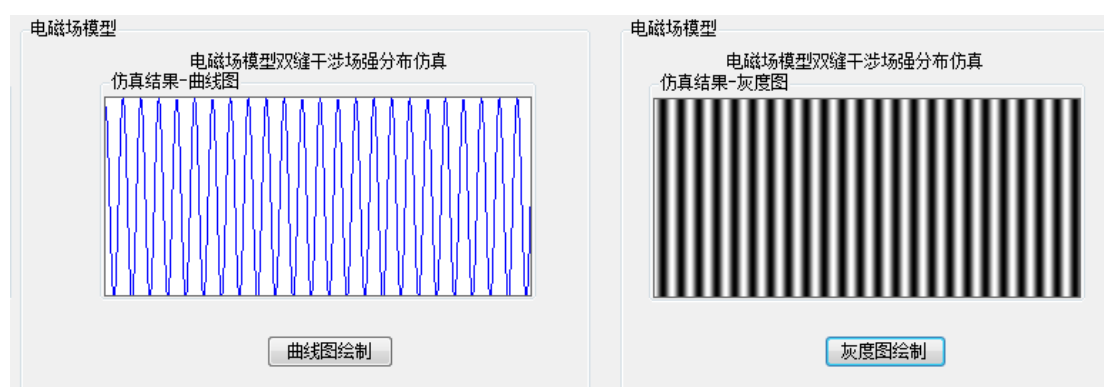 电磁场模型
电磁场模型双缝干涉场强分布仿真
仿真结果-曲线图
曲线图绘制
电磁场模型
电磁场模型双缝干涉场强分布仿真
仿真结果-灰度图
灰度图绘制